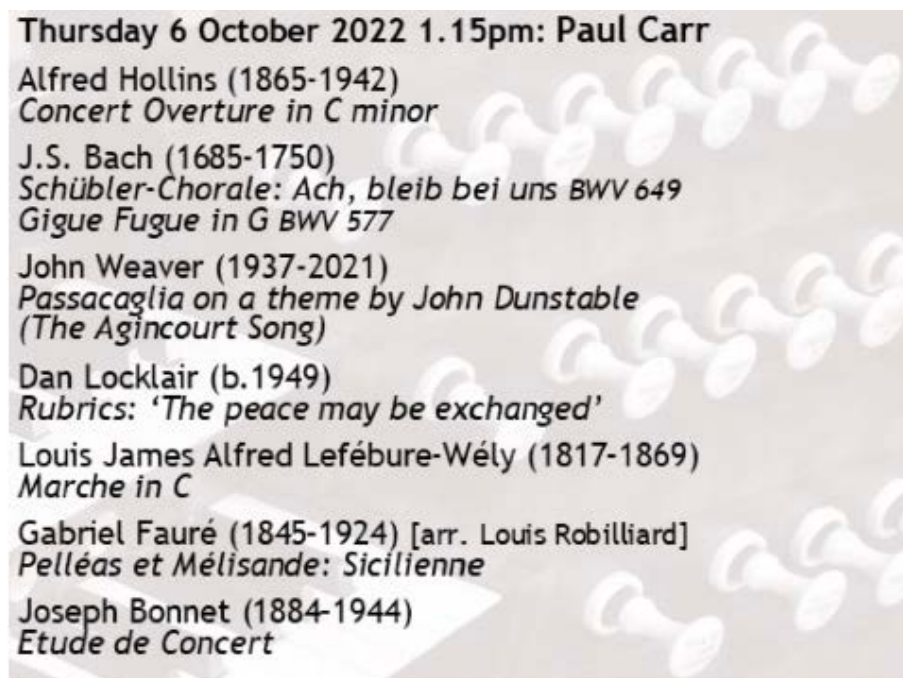 Thursday 6 October 2022 1.15pm: Paul Carr
Alfred Hollins (1865-1942)
Concert Overture in C minor
J.S. Bach (1685-1750)
Schübler-Chorale: Ach, bleib bei uns BWV 649
Gigue Fugue in G BWV 577
John Weaver (1937-2021)
Passacaglia on a theme by John Dunstable
(The Agincourt Song)
Dan Locklair (b.1949)
Rubrics: ‘The peace may be exchanged’
Louis James Alfred Lefébure-Wély (1817-1869)
Marche in C
Gabriel Fauré (1845-1924) [arr. Louis Robilliard]
Pelléas et Mélisande: Sicilienne
Joseph Bonnet (1884-1944)
Etude de Concert